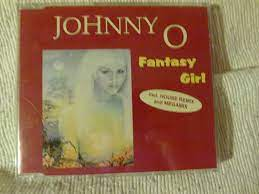 JOHNNY O
Fantasy
Girl
incl. HOUSE REMIX
and MEGAMIX